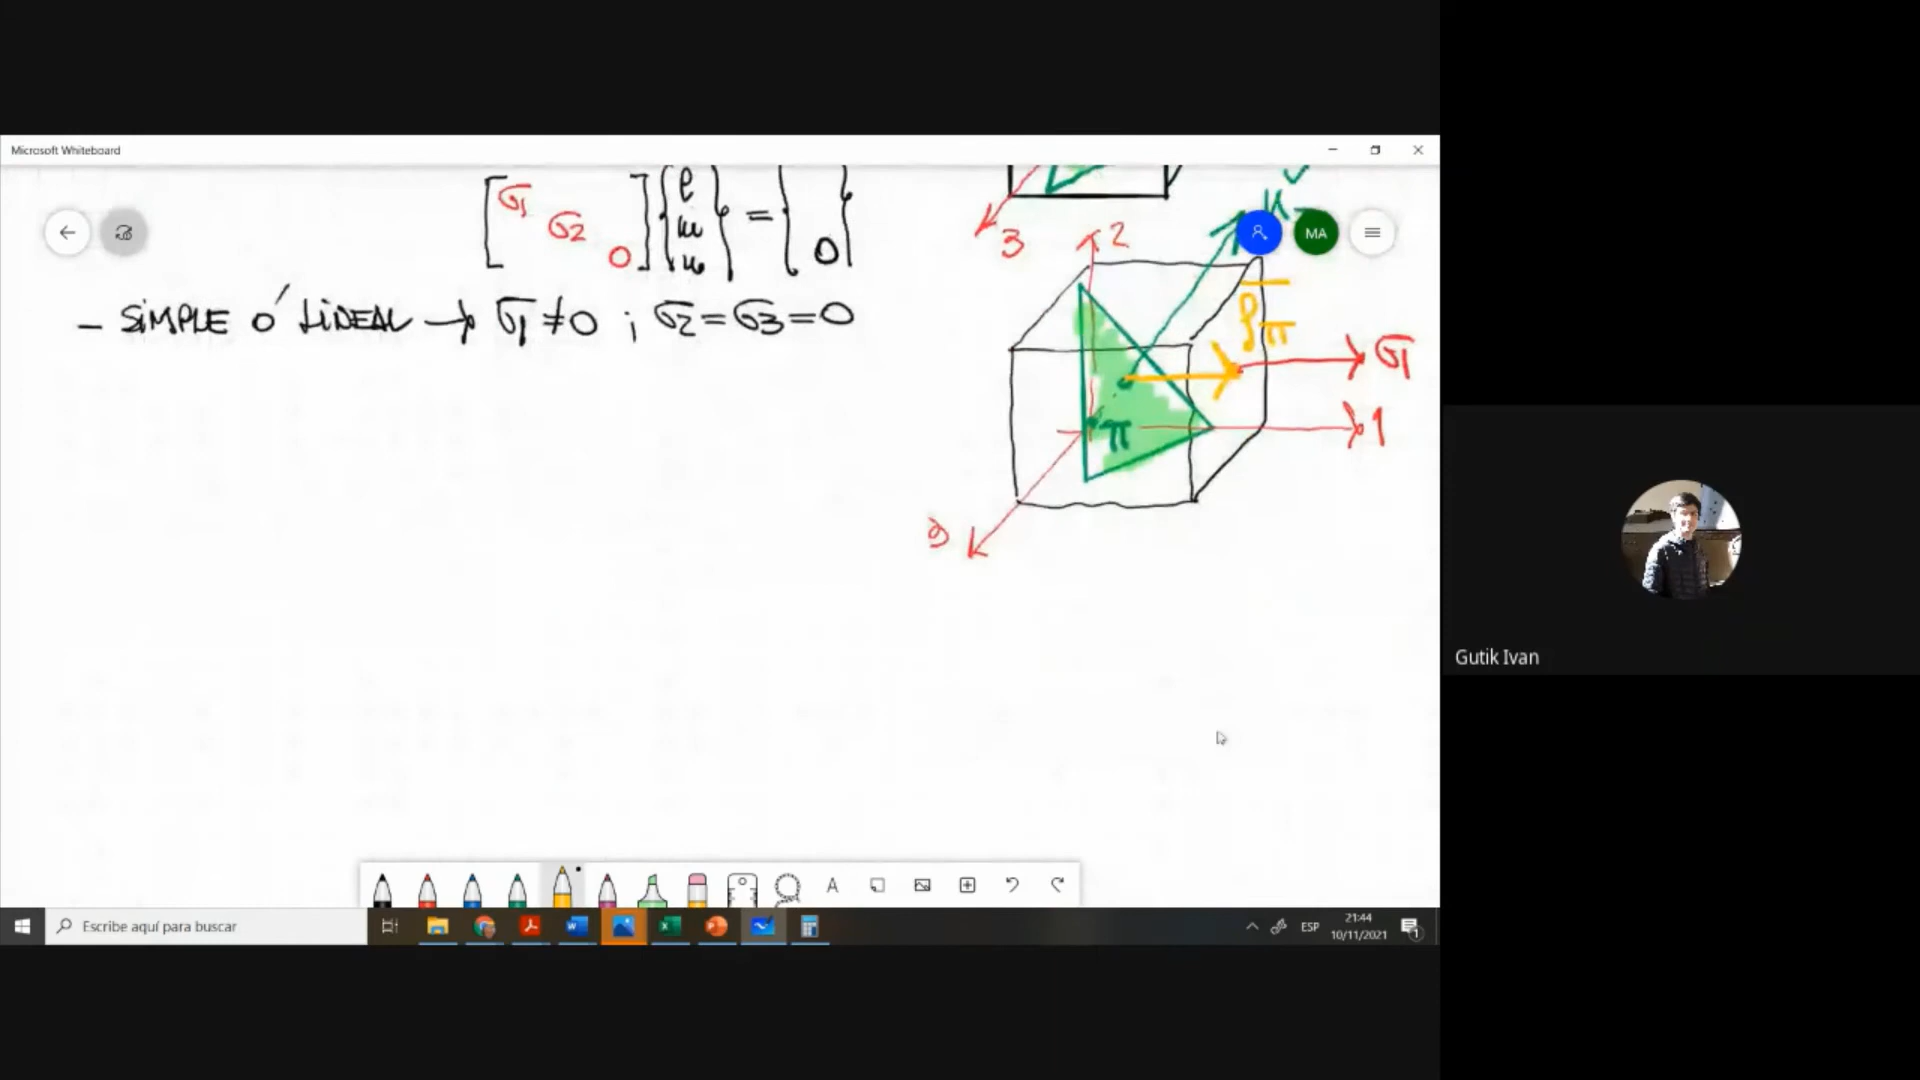 Microsoft Whiteboard
[σ1 σ2 0] {l m n} = { 0}
3
2
n
MA
- SIMPLE ó LINEAL → σ1 ≠ 0 ; σ2 = σ3 = 0
ρπ
σ1
π
1
3
Gutik Ivan
A
Escribe aquí para buscar
ESP
21:44
10/11/2021
1